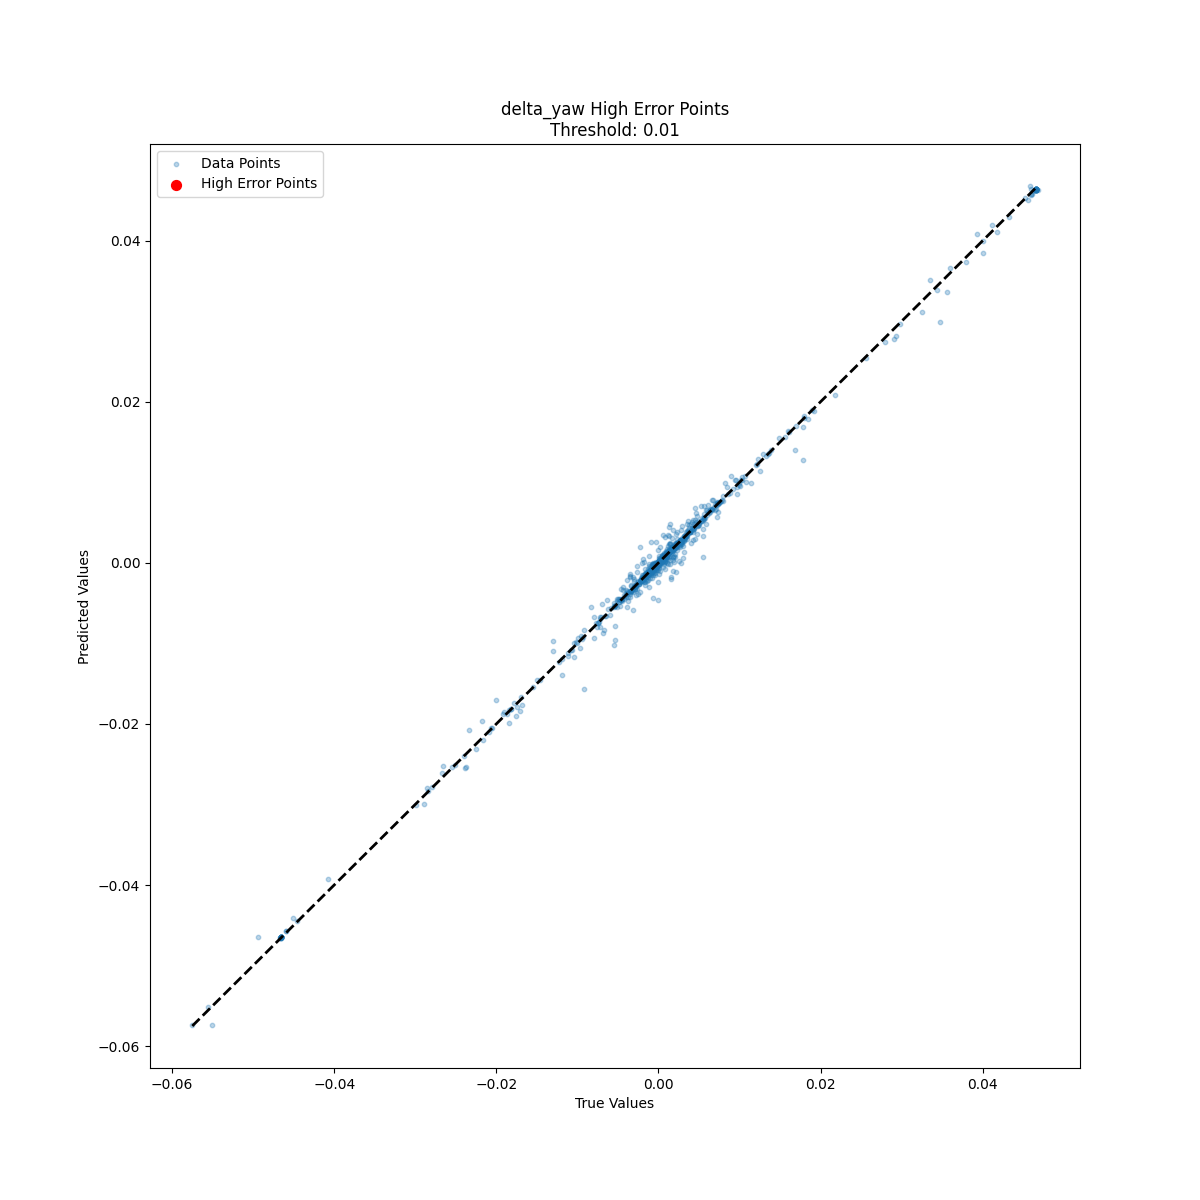 delta_yaw High Error Points
Threshold: 0.01
Data Points
High Error Points
0.04
0.02
0.00
−0.02
−0.04
−0.06
Predicted Values
−0.06
−0.04
−0.02
0.00
0.02
0.04
True Values